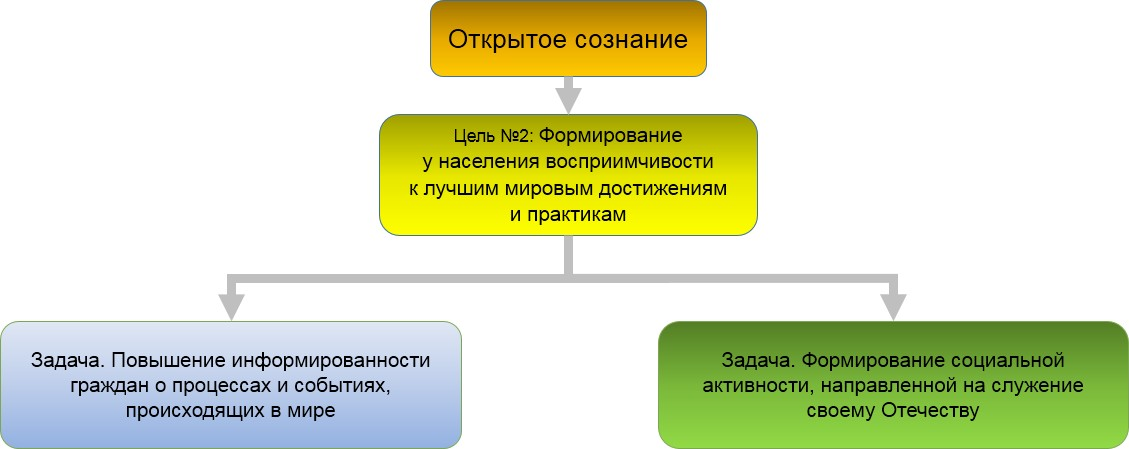 Открытое сознание
Цель №2: Формирование
у населения восприимчивости
к лучшим мировым достижениям
и практикам
Задача. Повышение информированности
граждан о процессах и событиях,
происходящих в мире
Задача. Формирование социальной
активности, направленной на служение
своему Отечеству